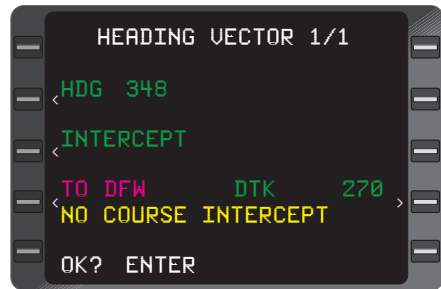 HEADING VECTOR 1/1
<HDG 348
<INTERCEPT
<TO DFW DTK 270>
NO COURSE INTERCEPT
OK? ENTER